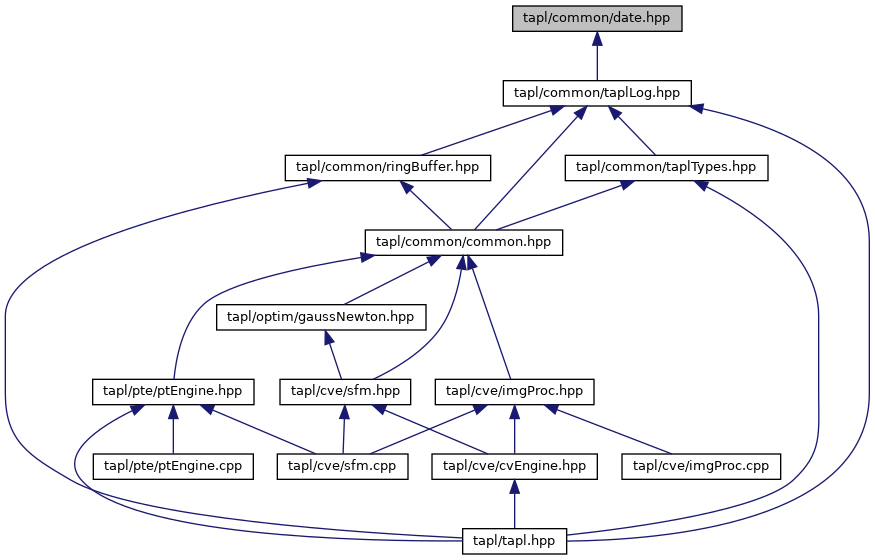 tapl/common/date.hpp
tapl/common/taplLog.hpp
tapl/common/ringBuffer.hpp
tapl/common/taplTypes.hpp
tapl/common/common.hpp
tapl/optim/gaussNewton.hpp
tapl/pte/ptEngine.hpp
tapl/cve/sfm.hpp
tapl/cve/imgProc.hpp
tapl/pte/ptEngine.cpp
tapl/cve/sfm.cpp
tapl/cve/cvEngine.hpp
tapl/cve/imgProc.cpp
tapl/tapl.hpp